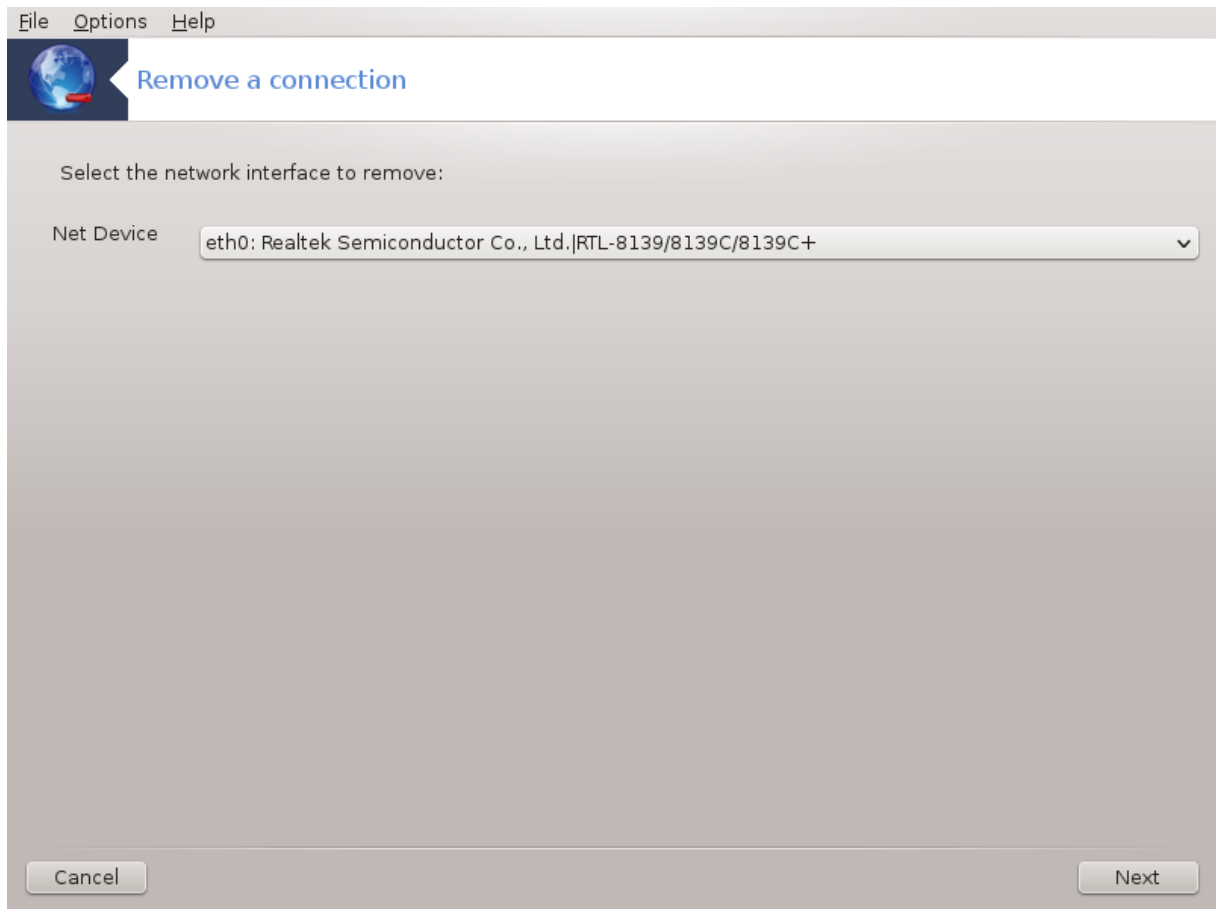 File Options Help
Remove a connection
Select the network interface to remove:
Net Device
eth0: Realtek Semiconductor Co., Ltd.|RTL-8139/8139C/8139C+
Cancel Next